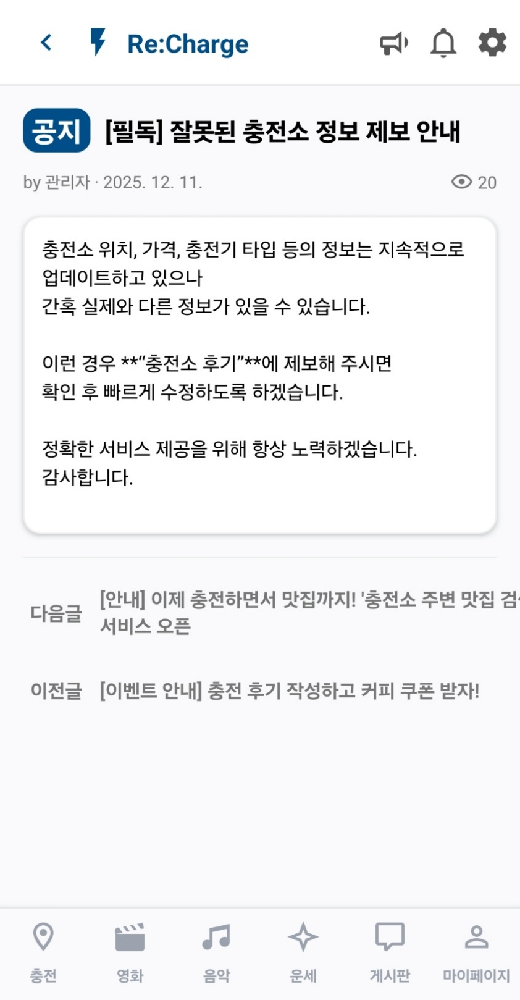 Re:Charge
공지 [필독] 잘못된 충전소 정보 제보 안내
by 관리자 · 2025. 12. 11. 20
충전소 위치, 가격, 충전기 타입 등의 정보는 지속적으로
업데이트하고 있으나
간혹 실제와 다른 정보가 있을 수 있습니다.
이런 경우 **“충전소 후기”**에 제보해 주시면
확인 후 빠르게 수정하도록 하겠습니다.
정확한 서비스 제공을 위해 항상 노력하겠습니다.
감사합니다.
다음글 [안내] 이제 충전하면서 맛집까지! '충전소 주변 맛집
서비스 오픈
이전글 [이벤트 안내] 충전 후기 작성하고 커피 쿠폰 받자!
충전 영화 음악 운세 게시판 마이페이지